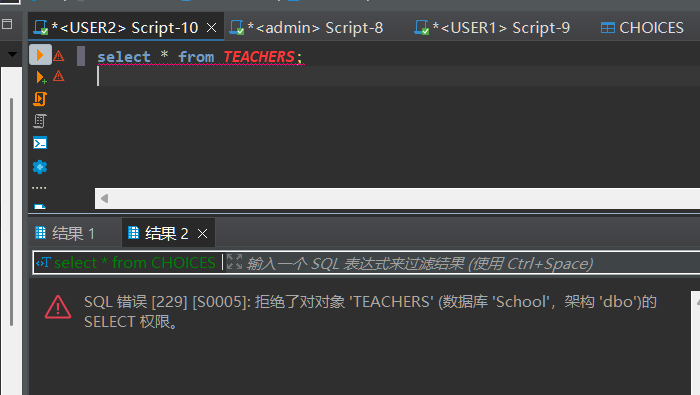 *<USER2> Script-10
*<admin> Script-8
*<USER1> Script-9
CHOICES
select * from TEACHERS;
结果 1
结果 2
select * from CHOICES
输入一个 SQL 表达式来过滤结果 (使用 Ctrl+Space)
SQL 错误 [229] [S0005]: 拒绝了对对象 'TEACHERS' (数据库 'School'，架构 'dbo')的
SELECT 权限。